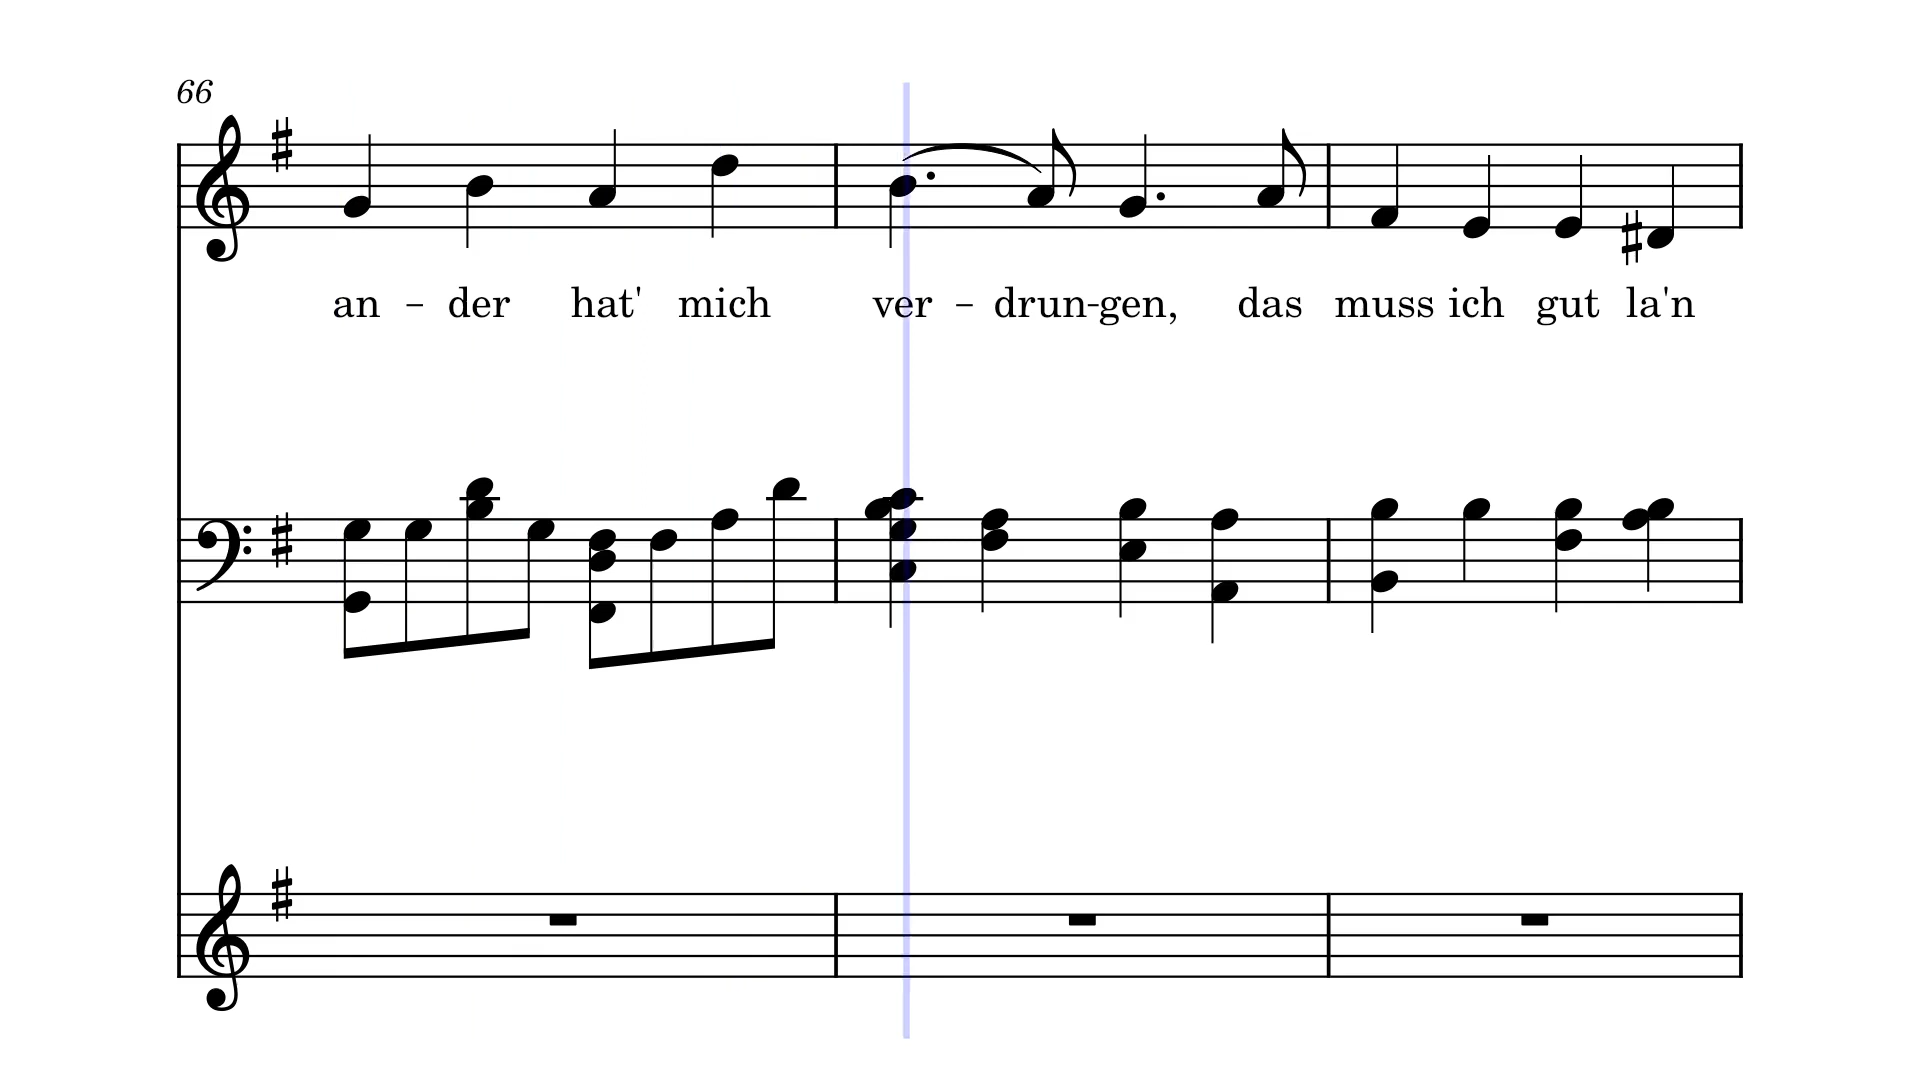 66
an - der hat' mich ver - drun-gen, das muss ich gut la'n